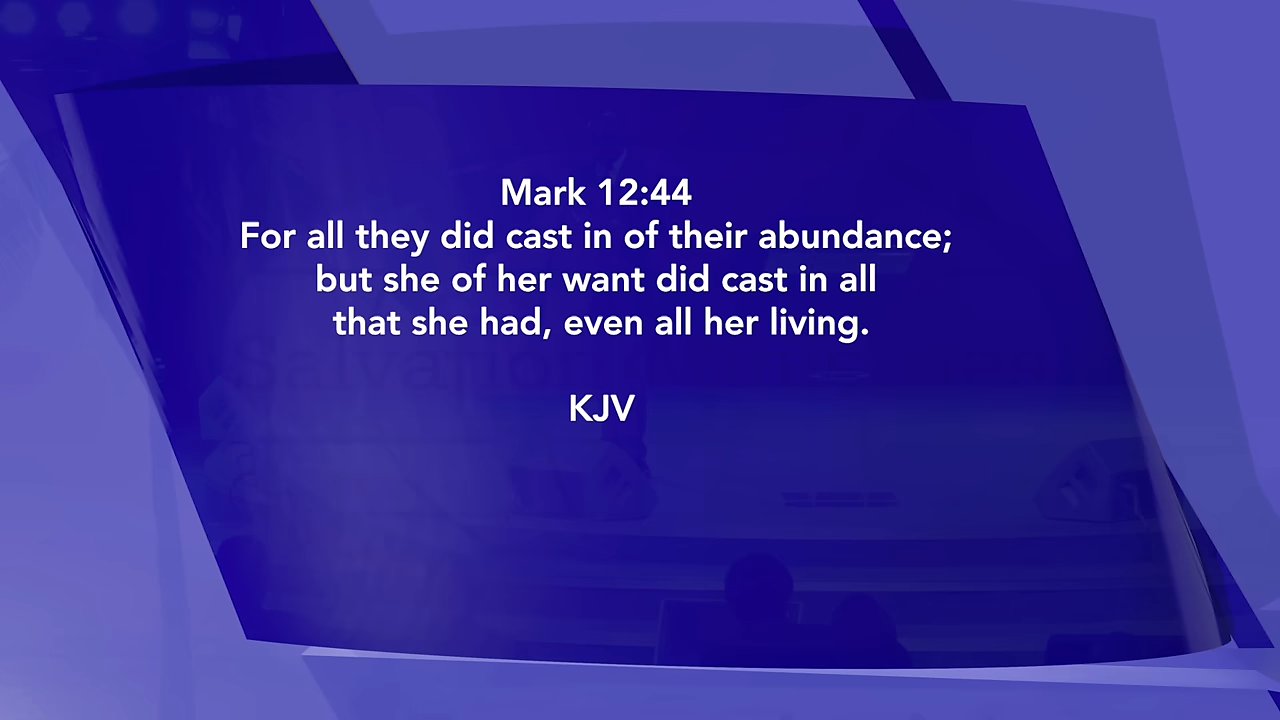 Mark 12:44
For all they did cast in of their abundance;
but she of her want did cast in all
that she had, even all her living.
KJV
Salvation